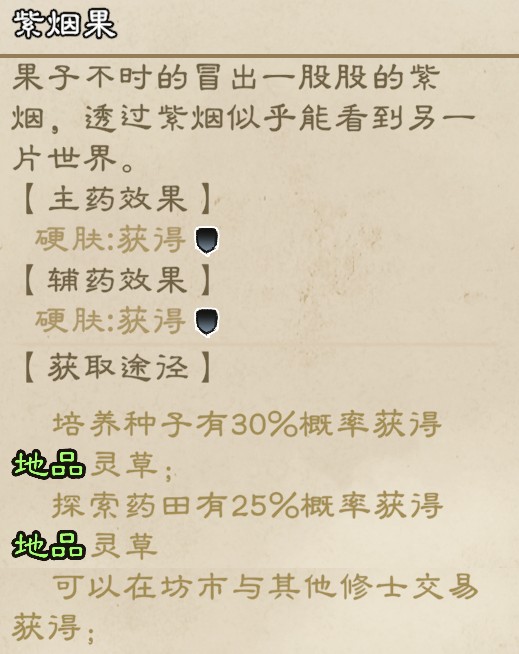 紫烟果
果子不时的冒出一股股的紫
烟，透过紫烟似乎能看到另一
片世界。
【主药效果】
硬肤:获得
【辅药效果】
硬肤:获得
【获取途径】
培养种子有30%概率获得
地品灵草；
探索药田有25%概率获得
地品灵草
可以在坊市与其他修士交易
获得；